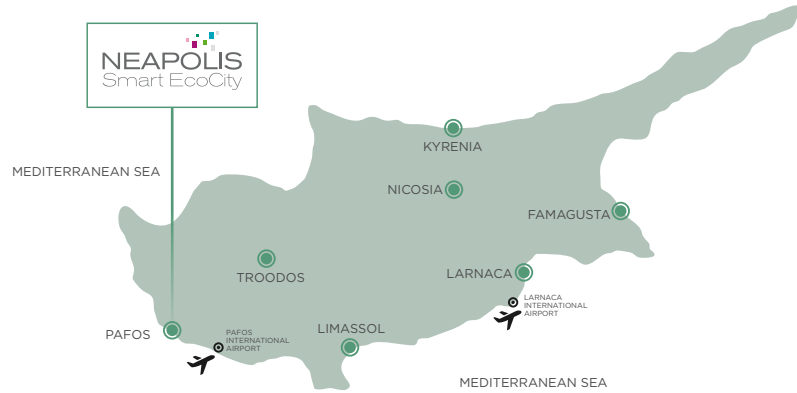 NEAPOLIS
Smart EcoCity
KYRENIA
MEDITERRANEAN SEA
NICOSIA
FAMAGUSTA
TROODOS
LARNACA
LARNACA
INTERNATIONAL
AIRPORT
PAFOS
PAFOS
INTERNATIONAL
AIRPORT
LIMASSOL
MEDITERRANEAN SEA